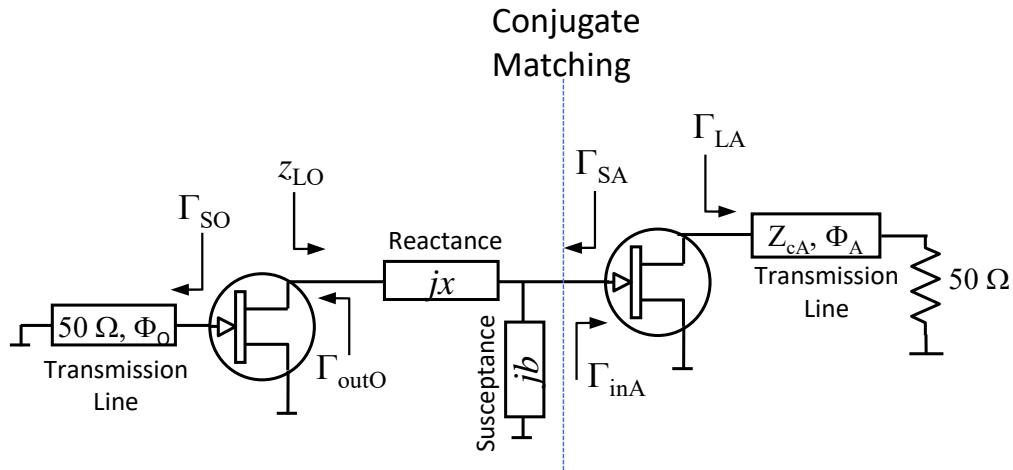 Conjugate
Matching
Γ_LA
Γ_SA
z_LO
Γ_SO
Reactance
Z_cA, Φ_A
jx
50 Ω
Transmission
Line
50 Ω, Φ_O
Transmission
Line
Γ_outO
Susceptance
jb
Γ_inA